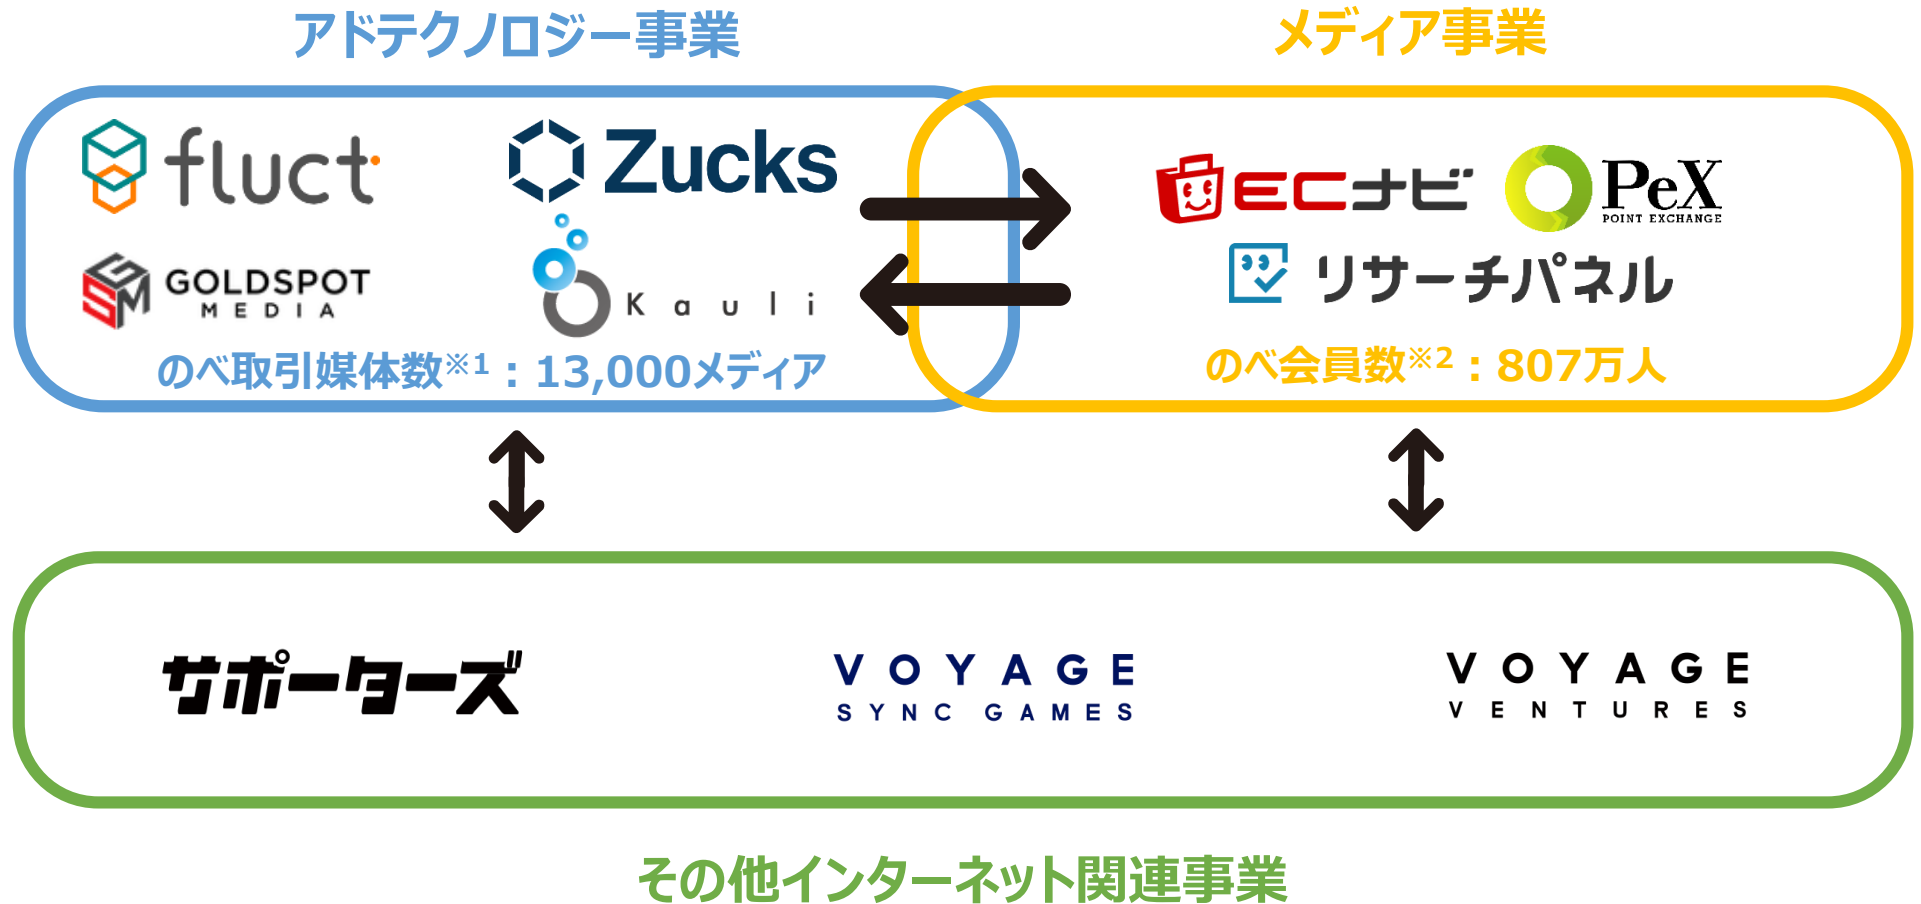 アドテクノロジー事業
メディア事業
fluct
Zucks
GSM
GOLDSPOT
MEDIA
Kauli
のべ取引媒体数※1：13,000メディア
ECナビ
PeX
POINT EXCHANGE
リサーチパネル
のべ会員数※2：807万人
サポーターズ
VOYAGE
SYNC GAMES
VOYAGE
VENTURES
その他インターネット関連事業